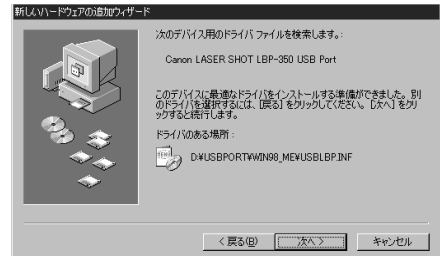 新しいハードウェアの追加ウィザード
次のデバイス用のドライバ ファイルを検索します。:
Canon LASER SHOT LBP-350 USB Port
このデバイスに最適なドライバをインストールする準備ができました。別
のドライバを選択するには、[戻る] をクリックしてください。[次へ] をクリ
ックすると続行します。
ドライバのある場所:
D:¥USBPORT¥WIN98_ME¥USBLBP.INF
< 戻る(B)
次へ >
キャンセル